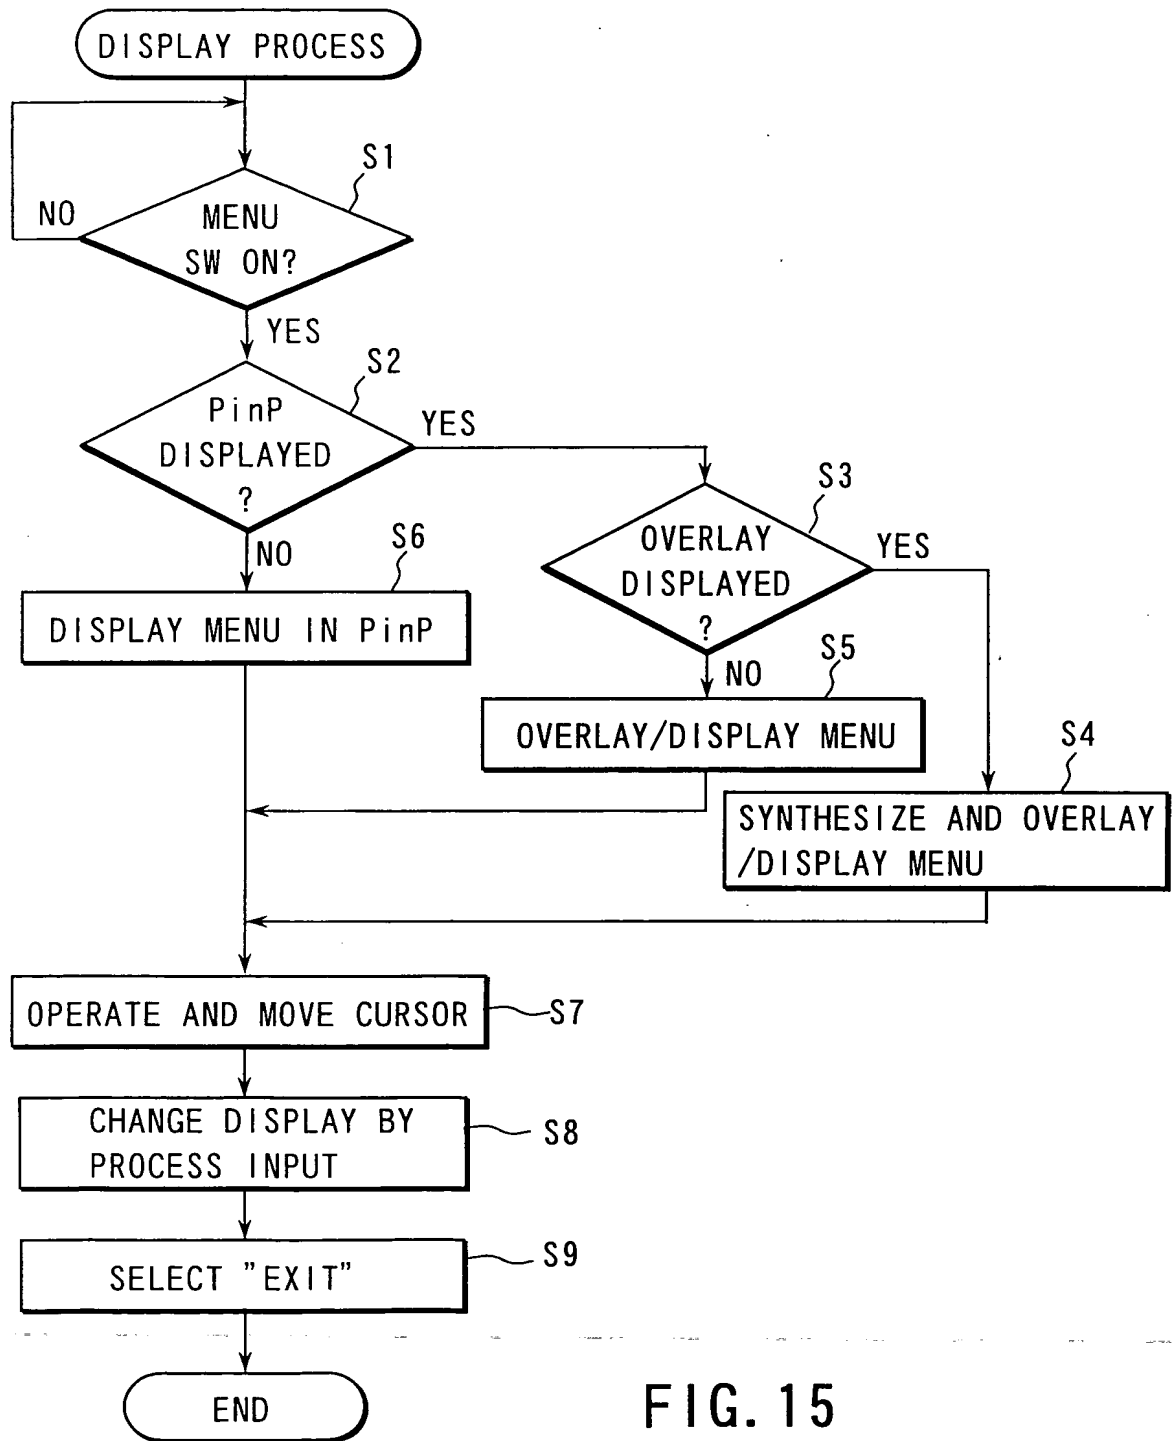 DISPLAY PROCESS
S1
NO
MENU
SW ON?
YES
S2
PinP
DISPLAYED
?
YES
S3
OVERLAY
DISPLAYED
?
YES
NO
S6
DISPLAY MENU IN PinP
NO
S5
OVERLAY/DISPLAY MENU
S4
SYNTHESIZE AND OVERLAY
/DISPLAY MENU
OPERATE AND MOVE CURSOR
S7
CHANGE DISPLAY BY
PROCESS INPUT
S8
SELECT "EXIT"
S9
END
FIG. 15